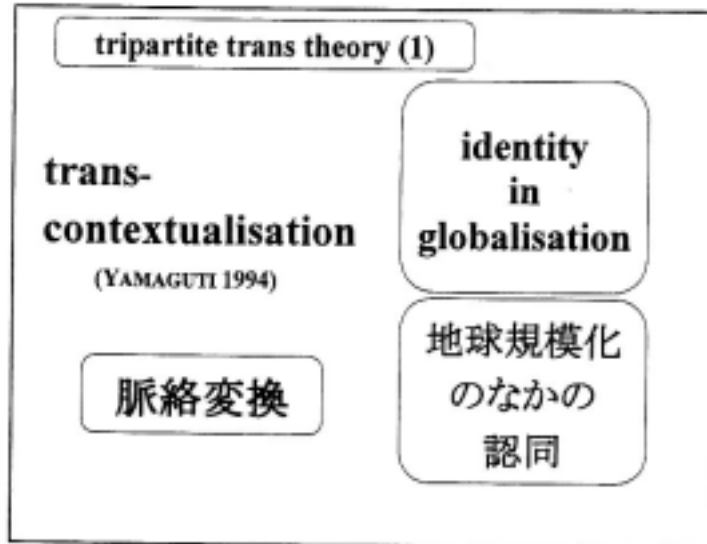 tripartite trans theory (1)
trans-
contextualisation
(YAMAGUTI 1994)
脈絡変換
identity
in
globalisation
地球規模化
のなかの
認同